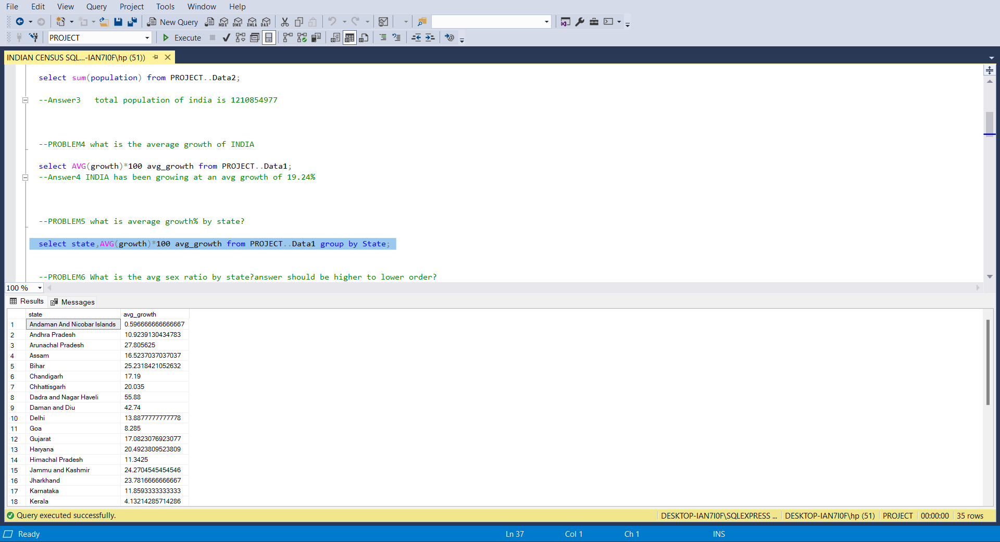 File Edit View Query Project Tools Window Help
New Query MDX DMX XMLA DAX
PROJECT Execute
INDIAN CENSUS SQL...-IAN7I0F\hp (51))
select sum(population) from PROJECT..Data2;
--Answer3   total population of india is 1210854977
--PROBLEM4 what is the average growth of INDIA
select AVG(growth)*100 avg_growth from PROJECT..Data1;
--Answer4 INDIA has been growing at an avg growth of 19.24%
--PROBLEM5 what is average growth% by state?
select state,AVG(growth)*100 avg_growth from PROJECT..Data1 group by State;
--PROBLEM6 What is the avg sex ratio by state?answer should be higher to lower order?
100 %
Results Messages
state avg_growth
1 Andaman And Nicobar Islands 0.596666666666667
2 Andhra Pradesh 10.9239130434783
3 Arunachal Pradesh 27.805625
4 Assam 16.5237037037037
5 Bihar 25.2318421052632
6 Chandigarh 17.19
7 Chhattisgarh 20.035
8 Dadra and Nagar Haveli 55.88
9 Daman and Diu 42.74
10 Delhi 13.8877777777778
11 Goa 8.285
12 Gujarat 17.0823076923077
13 Haryana 20.4923809523809
14 Himachal Pradesh 11.3425
15 Jammu and Kashmir 24.2704545454546
16 Jharkhand 23.7816666666667
17 Karnataka 11.8593333333333
18 Kerala 4.13214285714286
Query executed successfully. DESKTOP-IAN7I0F\SQLEXPRESS ... DESKTOP-IAN7I0F\hp (51) PROJECT 00:00:00 35 rows
Ready Ln 37 Col 1 Ch 1 INS